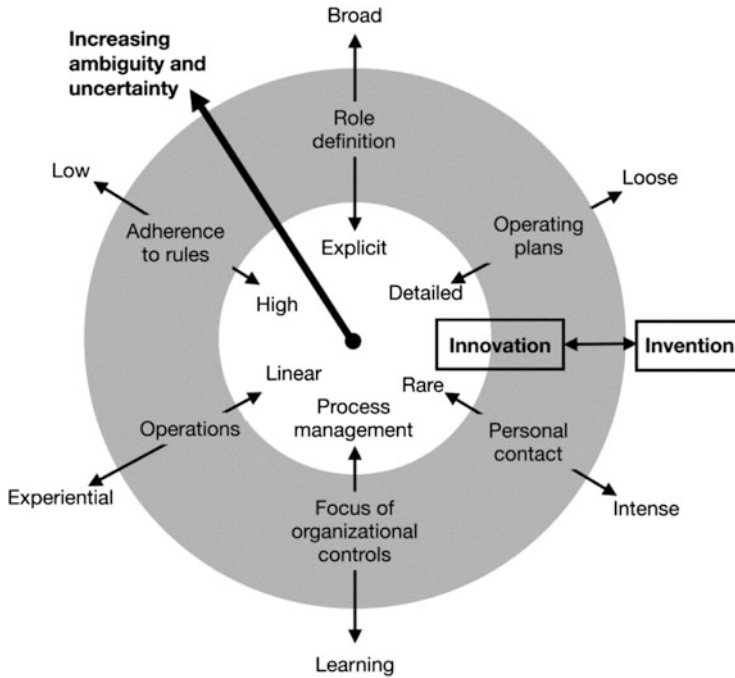 Broad
Increasing
ambiguity and
uncertainty
Role
definition
Low
Loose
Adherence
to rules
Operating
plans
Explicit
High
Detailed
Innovation
Invention
Linear
Rare
Process
management
Operations
Personal
contact
Experiential
Intense
Focus of
organizational
controls
Learning